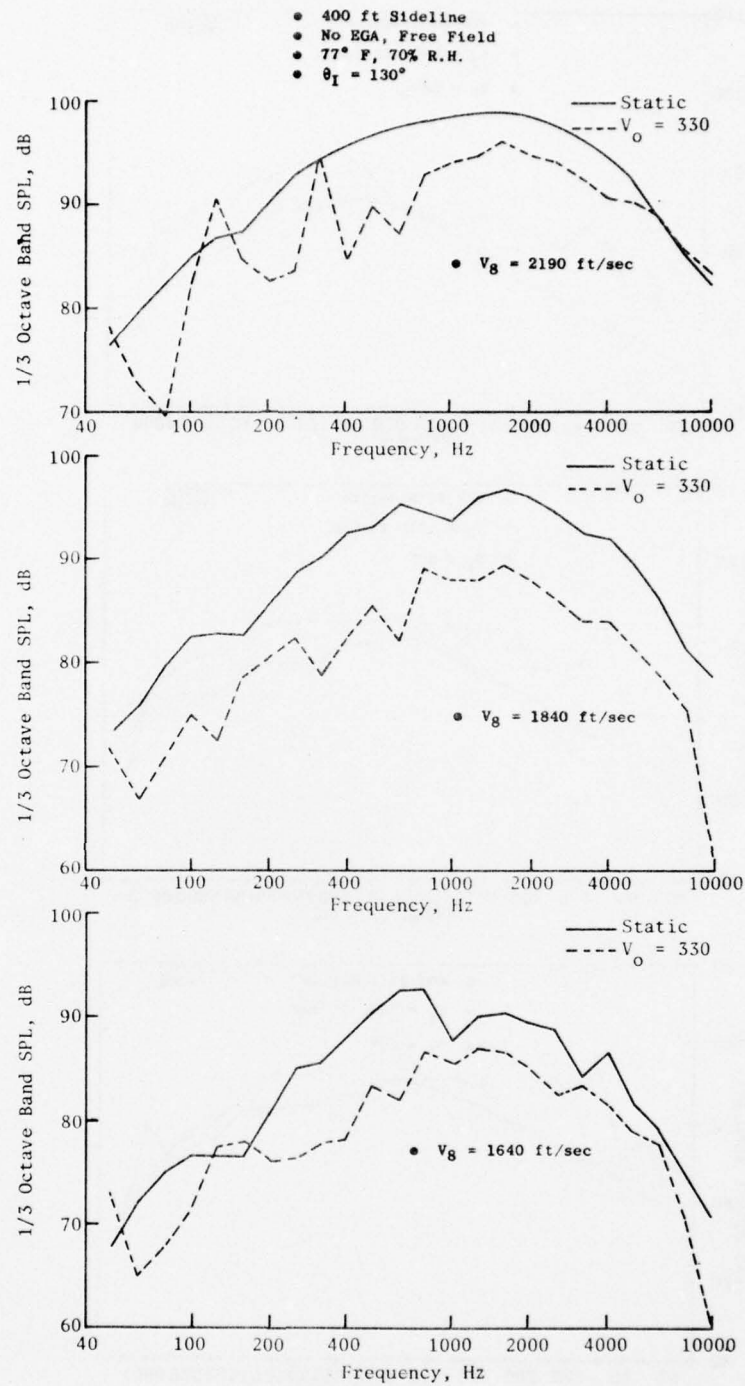 • 400 ft Sideline
• No EGA, Free Field
• 77° F, 70% R.H.
• θI = 130°
1/3 Octave Band SPL, dB
100
90
80
70
Static
Vo = 330
• V8 = 2190 ft/sec
40 100 200 400 1000 2000 4000 10000
Frequency, Hz
1/3 Octave Band SPL, dB
100
90
80
70
60
Static
Vo = 330
• V8 = 1840 ft/sec
40 100 200 400 1000 2000 4000 10000
Frequency, Hz
1/3 Octave Band SPL, dB
100
90
80
70
60
Static
Vo = 330
• V8 = 1640 ft/sec
40 100 200 400 1000 2000 4000 10000
Frequency, Hz